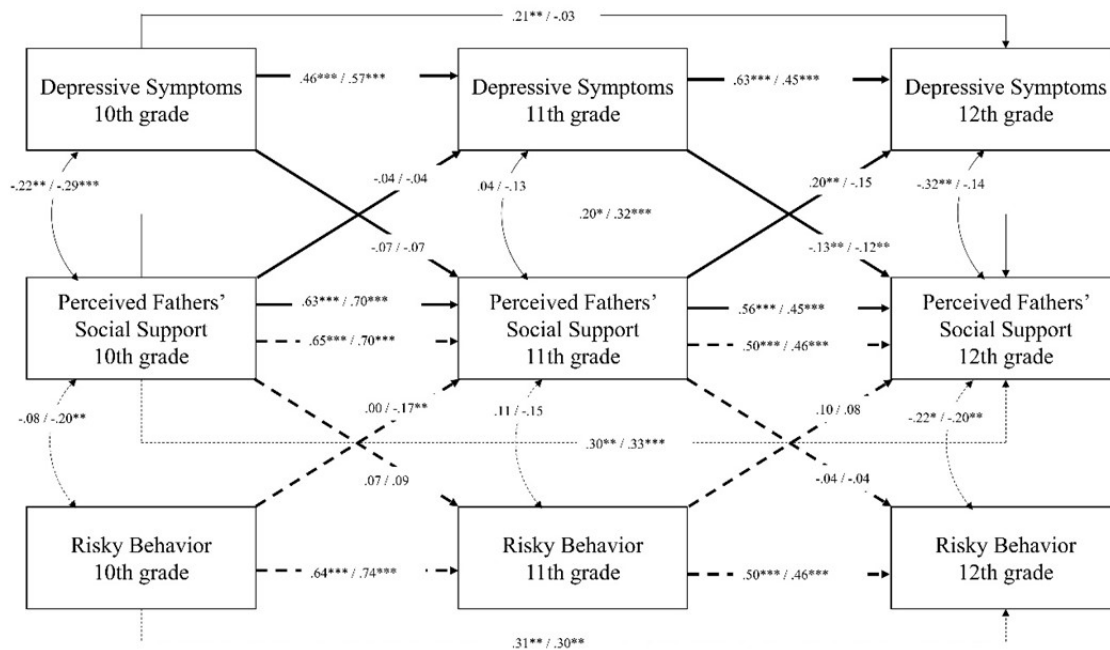 .21** / -.03
Depressive Symptoms
10th grade
.46*** / .57***
Depressive Symptoms
11th grade
.63*** / .45***
Depressive Symptoms
12th grade
-.22** / -.29***
-.04 / -.04
.04 / -.13
.20* / .32***
.20** / -.15
-.32** / -.14
-.07 / -.07
-.13** / -.12**
Perceived Fathers’
Social Support
10th grade
.63*** / .70***
.65*** / .70***
Perceived Fathers’
Social Support
11th grade
.56*** / .45***
.50*** / .46***
Perceived Fathers’
Social Support
12th grade
-.08 / -.20**
.00 / -.17**
.11 / -.15
.10 / .08
-.22* / -.20**
.30** / .33***
.07 / .09
-.04 / -.04
Risky Behavior
10th grade
.64*** / .74***
Risky Behavior
11th grade
.50*** / .46***
Risky Behavior
12th grade
.31** / .30**